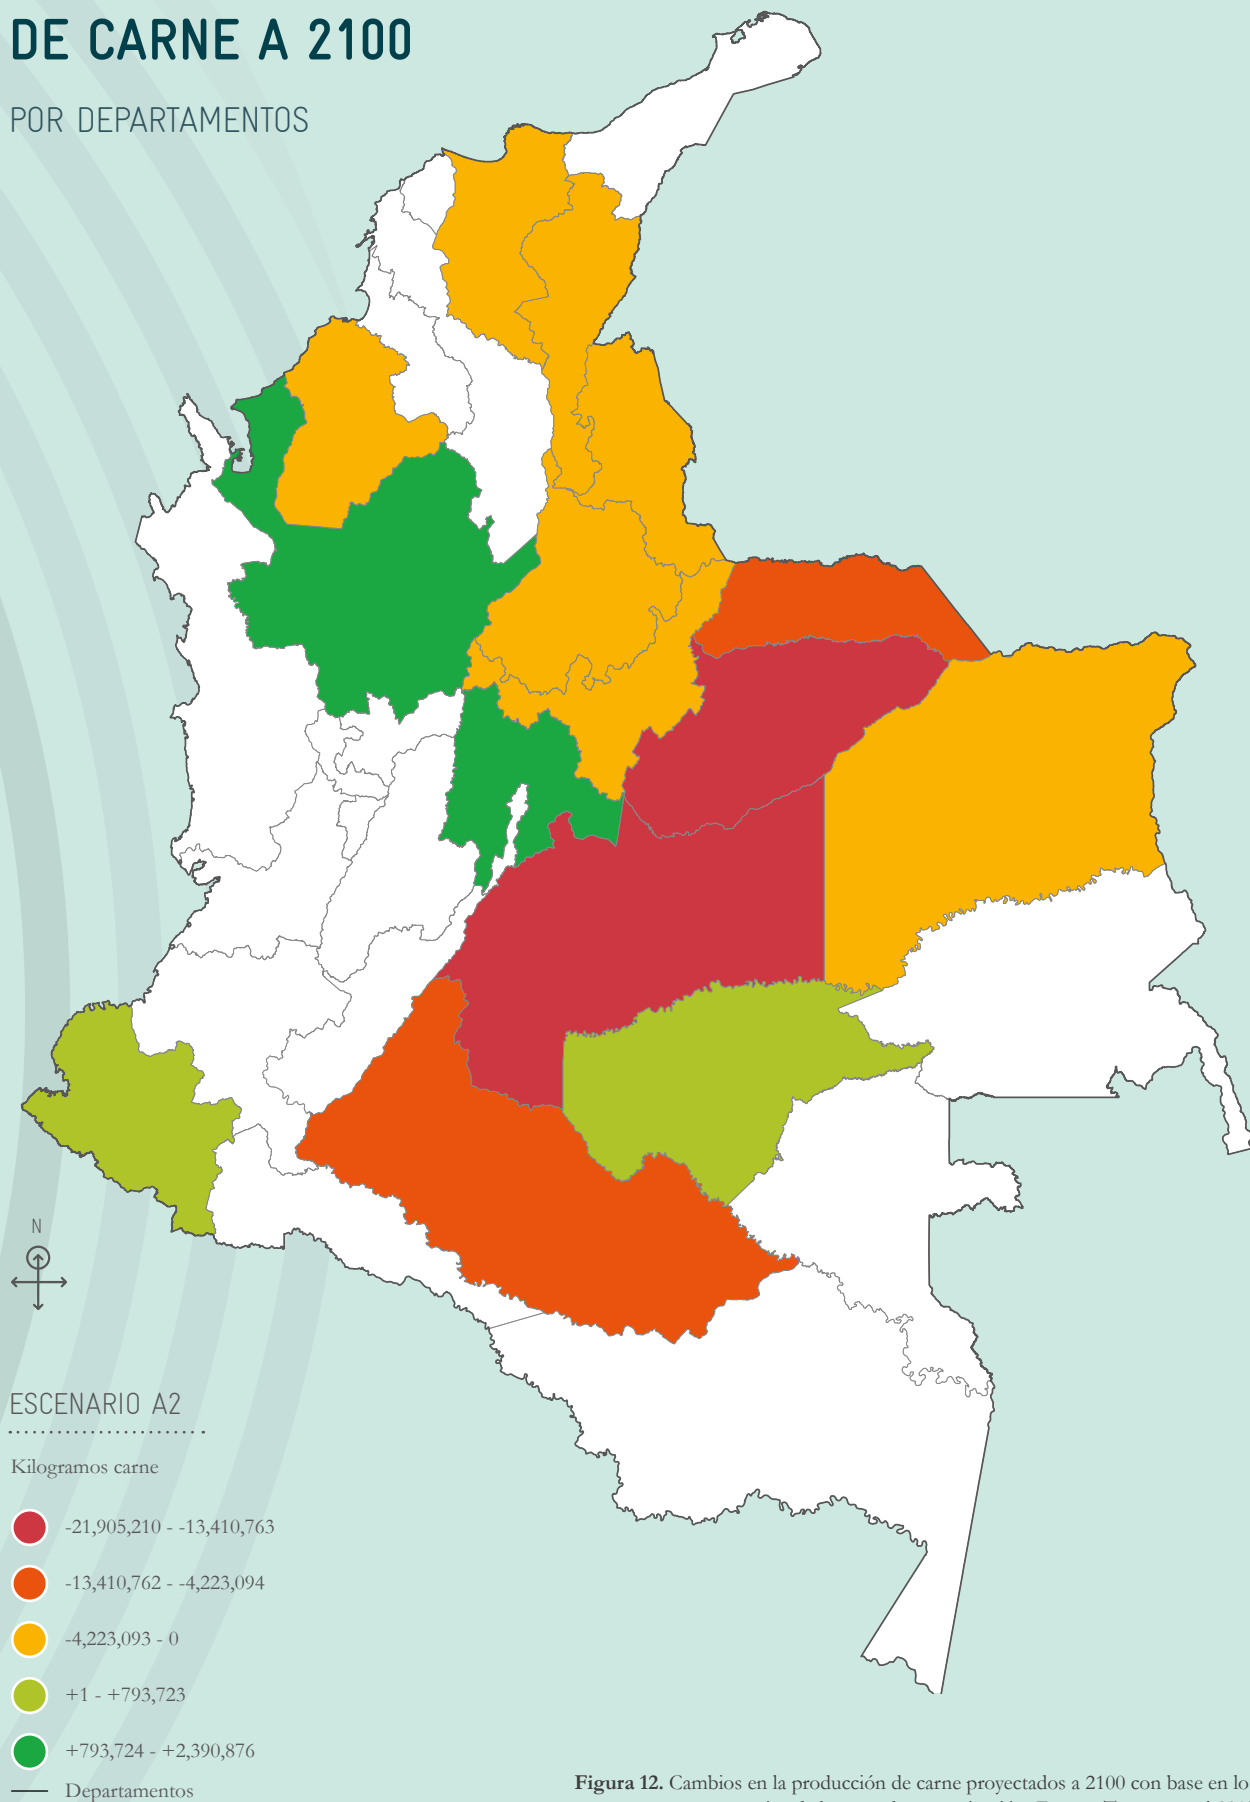 DE CARNE A 2100
POR DEPARTAMENTOS
N
ESCENARIO A2
Kilogramos carne
-21,905,210 - -13,410,763
-13,410,762 - -4,223,094
-4,223,093 - 0
+1 - +793,723
+793,724 - +2,390,876
Departamentos
Figura 12. Cambios en la producción de carne proyectados a 2100 con base en lo